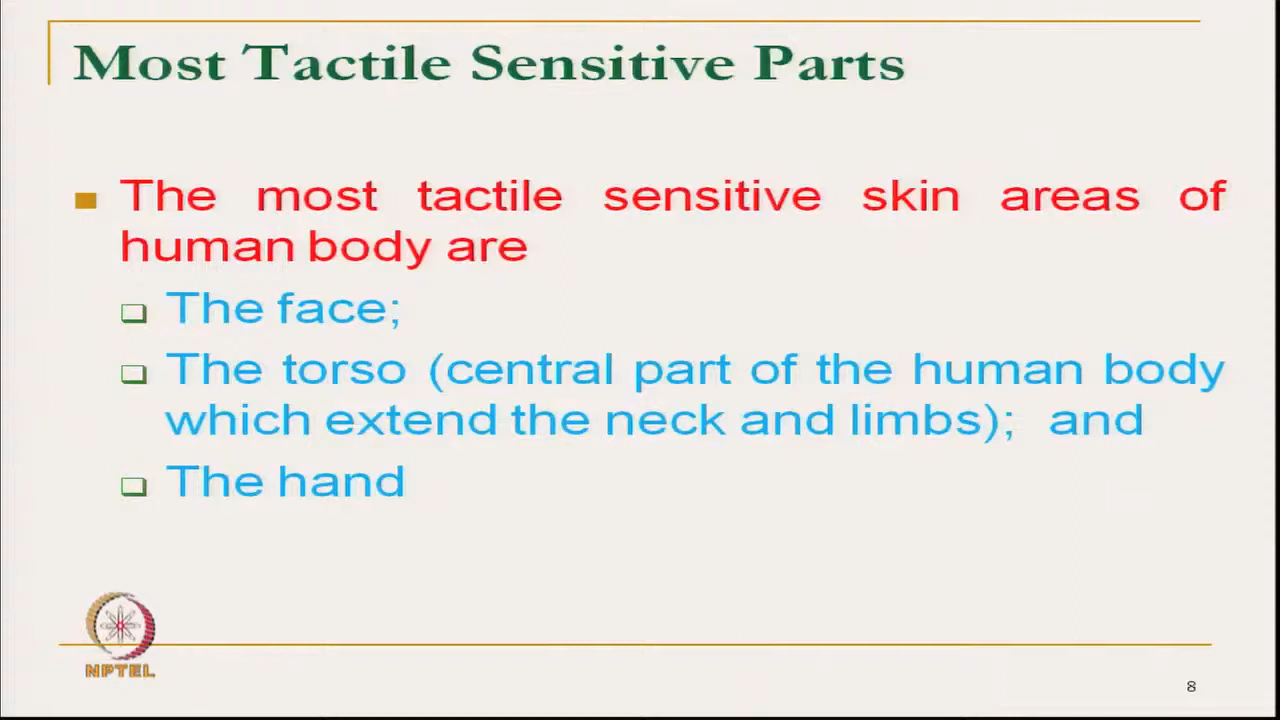 Most Tactile Sensitive Parts
The most tactile sensitive skin areas of
human body are
The face;
The torso (central part of the human body
which extend the neck and limbs); and
The hand
NPTEL
8